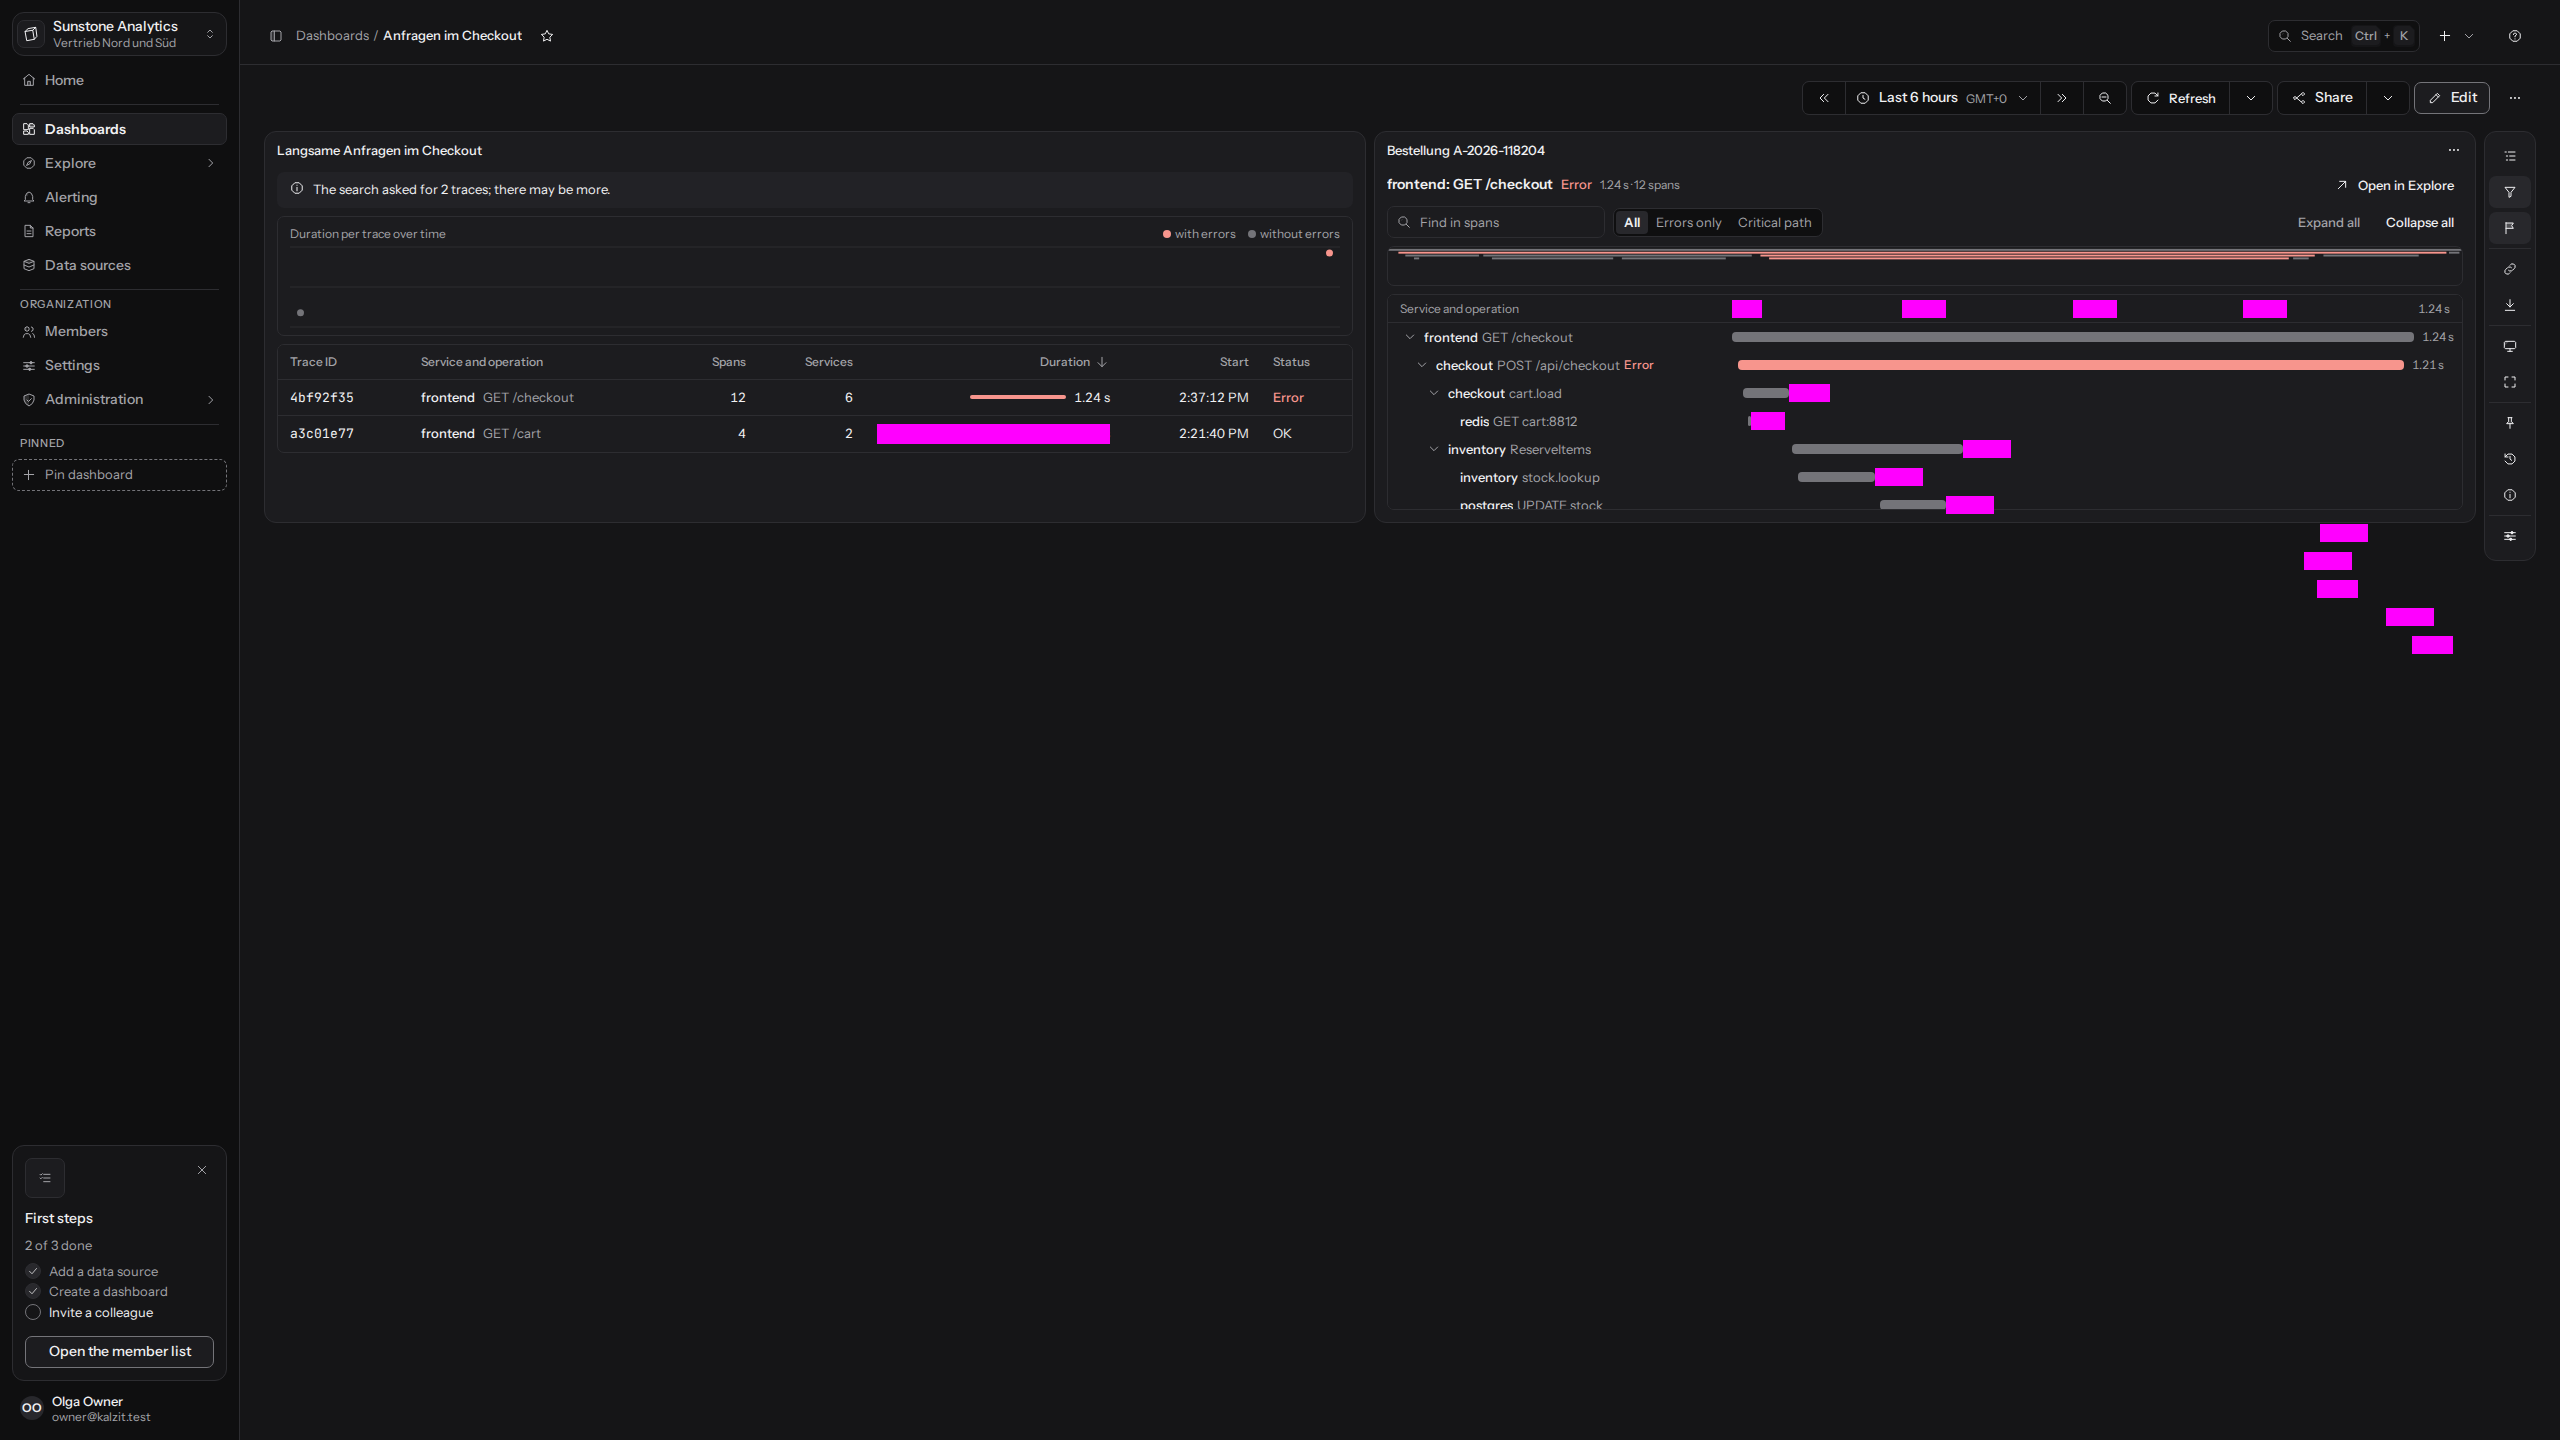 Sunstone Analytics
Vertrieb Nord und Süd
Home
Dashboards
Explore
Alerting
Reports
Data sources
ORGANIZATION
Members
Settings
Administration
PINNED
Pin dashboard
First steps
2 of 3 done
Add a data source
Create a dashboard
Invite a colleague
Open the member list
OO Olga Owner
owner@kalzit.test
Dashboards / Anfragen im Checkout
Search Ctrl + K
Last 6 hours GMT+0
Refresh
Share
Edit
Langsame Anfragen im Checkout
The search asked for 2 traces; there may be more.
Duration per trace over time with errors without errors
Trace ID Service and operation Spans Services Duration Start Status
4bf92f35 frontend GET /checkout 12 6 1.24 s 2:37:12 PM Error
a3c01e77 frontend GET /cart 4 2 2:21:40 PM OK
Bestellung A-2026-118204
frontend: GET /checkout Error 1.24 s · 12 spans Open in Explore
Find in spans All Errors only Critical path Expand all Collapse all
Service and operation 1.24 s
frontend GET /checkout 1.24 s
checkout POST /api/checkout Error 1.21 s
checkout cart.load
redis GET cart:8812
inventory ReserveItems
inventory stock.lookup
postgres UPDATE stock